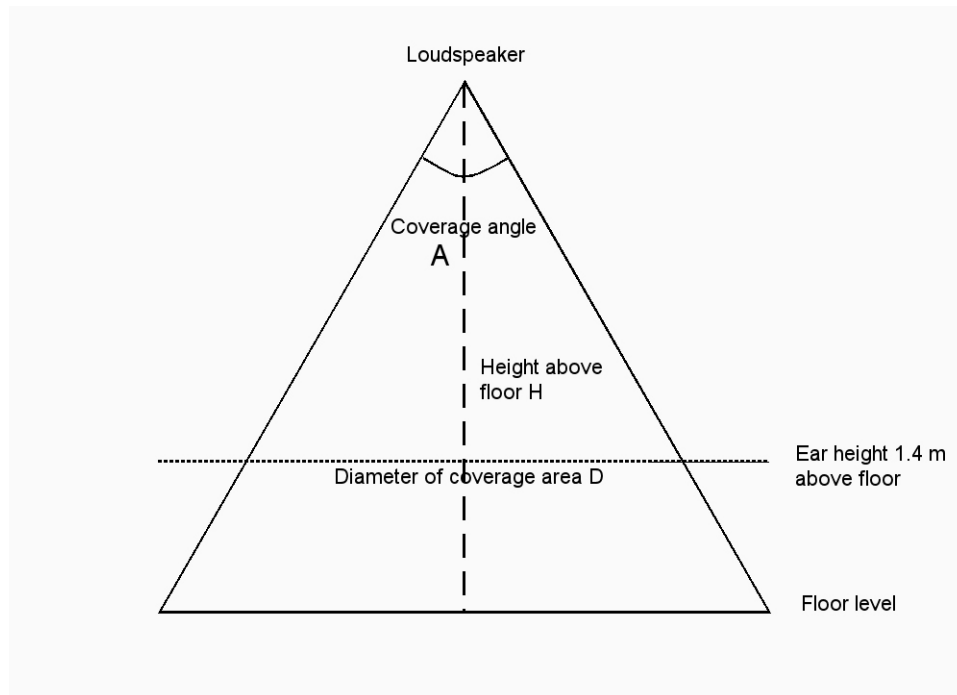 Loudspeaker
Coverage angle
A
Height above
floor H
Ear height 1.4 m
above floor
Diameter of coverage area D
Floor level